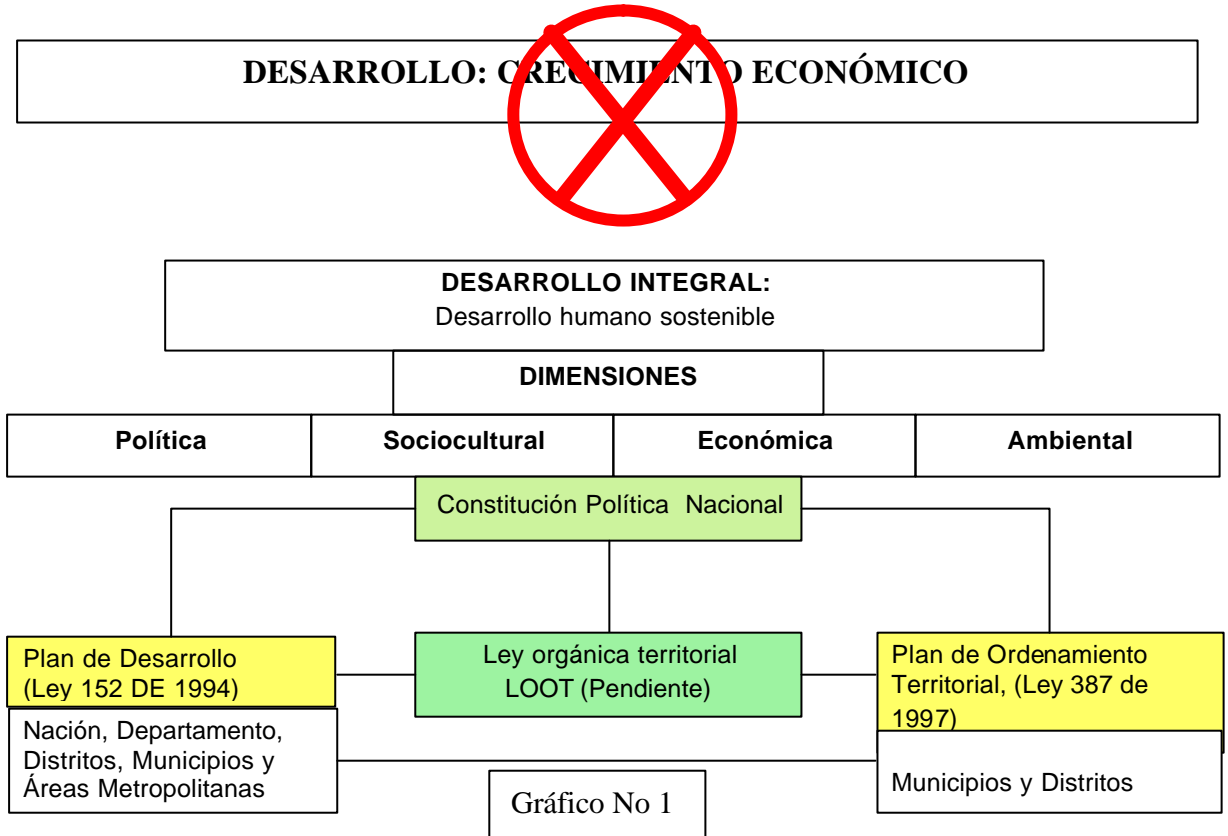 DESARROLLO: CRECIMIENTO ECONÓMICO
DESARROLLO INTEGRAL:
Desarrollo humano sostenible
DIMENSIONES
Política
Sociocultural
Económica
Ambiental
Constitución Política Nacional
Plan de Desarrollo
(Ley 152 DE 1994)
Ley orgánica territorial
LOOT (Pendiente)
Plan de Ordenamiento
Territorial, (Ley 387 de
1997)
Nación, Departamento,
Distritos, Municipios y
Áreas Metropolitanas
Municipios y Distritos
Gráfico No 1